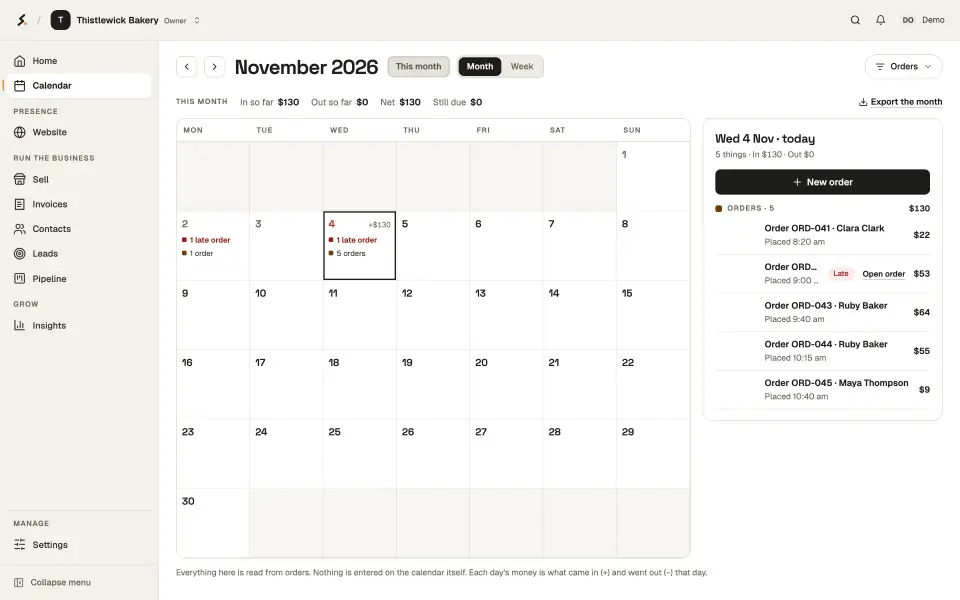 / T Thistlewick Bakery Owner
DO Demo
Home
Calendar
PRESENCE
Website
RUN THE BUSINESS
Sell
Invoices
Contacts
Leads
Pipeline
GROW
Insights
MANAGE
Settings
Collapse menu
November 2026 This month Month Week
Orders
THIS MONTH In so far $130 Out so far $0 Net $130 Still due $0
Export the month
MON TUE WED THU FRI SAT SUN
1
2 3 4 +$130 5 6 7 8
1 late order 1 late order
1 order 5 orders
9 10 11 12 13 14 15
16 17 18 19 20 21 22
23 24 25 26 27 28 29
30
Everything here is read from orders. Nothing is entered on the calendar itself. Each day's money is what came in (+) and went out (−) that day.
Wed 4 Nov · today
5 things · In $130 · Out $0
+ New order
ORDERS · 5 $130
Order ORD-041 · Clara Clark
Placed 8:20 am
$22
Order ORD…
Placed 9:00 …
Late Open order $53
Order ORD-043 · Ruby Baker
Placed 9:40 am
$64
Order ORD-044 · Ruby Baker
Placed 10:15 am
$55
Order ORD-045 · Maya Thompson
Placed 10:40 am
$9